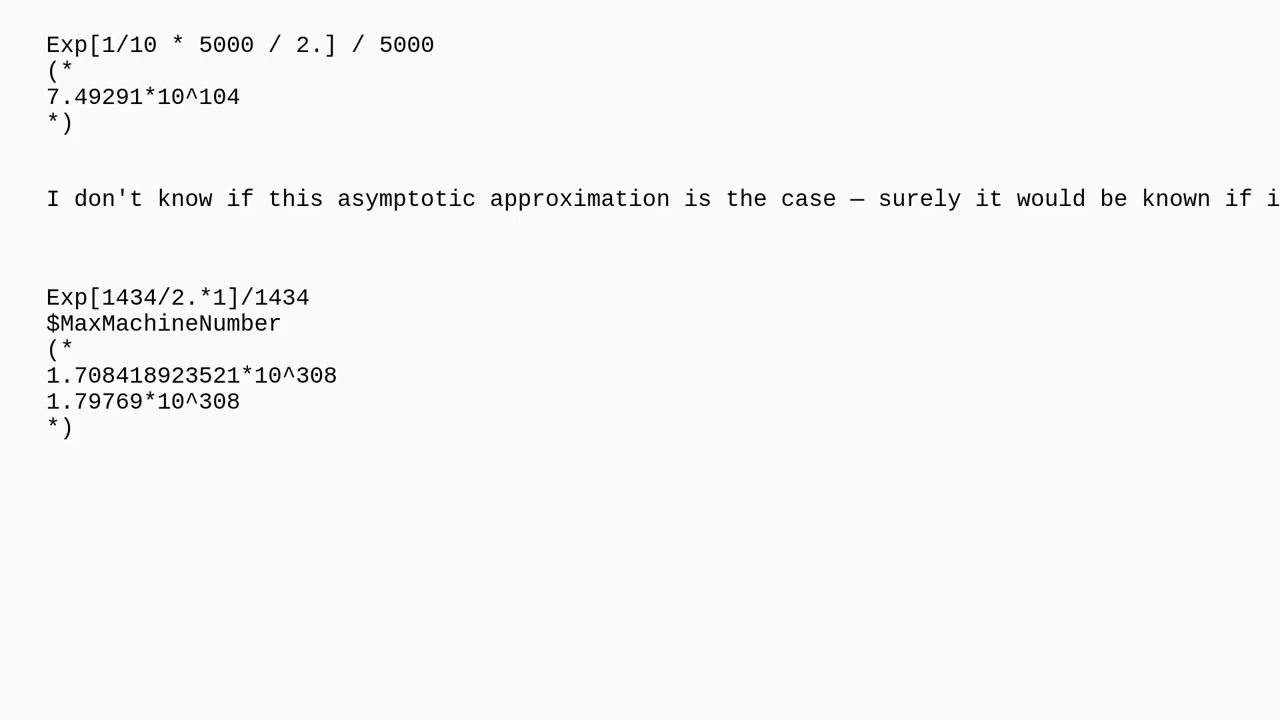 Exp[1/10 * 5000 / 2.] / 5000
(*
7.49291*10^104
*)
I don't know if this asymptotic approximation is the case — surely it would be known if
Exp[1434/2.*1]/1434
$MaxMachineNumber
(*
1.708418923521*10^308
1.79769*10^308
*)